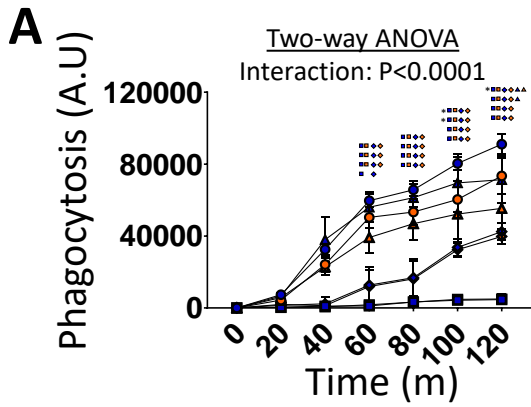 A
Two-way ANOVA
Interaction: P<0.0001
Phagocytosis (A.U)
120000
80000
40000
0
0 20 40 60 80 100 120
Time (m)